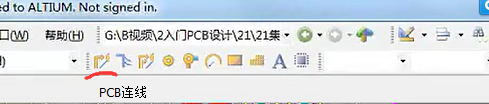 ed to ALTIUM. Not signed in.
口(W) 帮助(H) G:\B视频\2入门PCB设计\21\21集
H) A
PCB连线